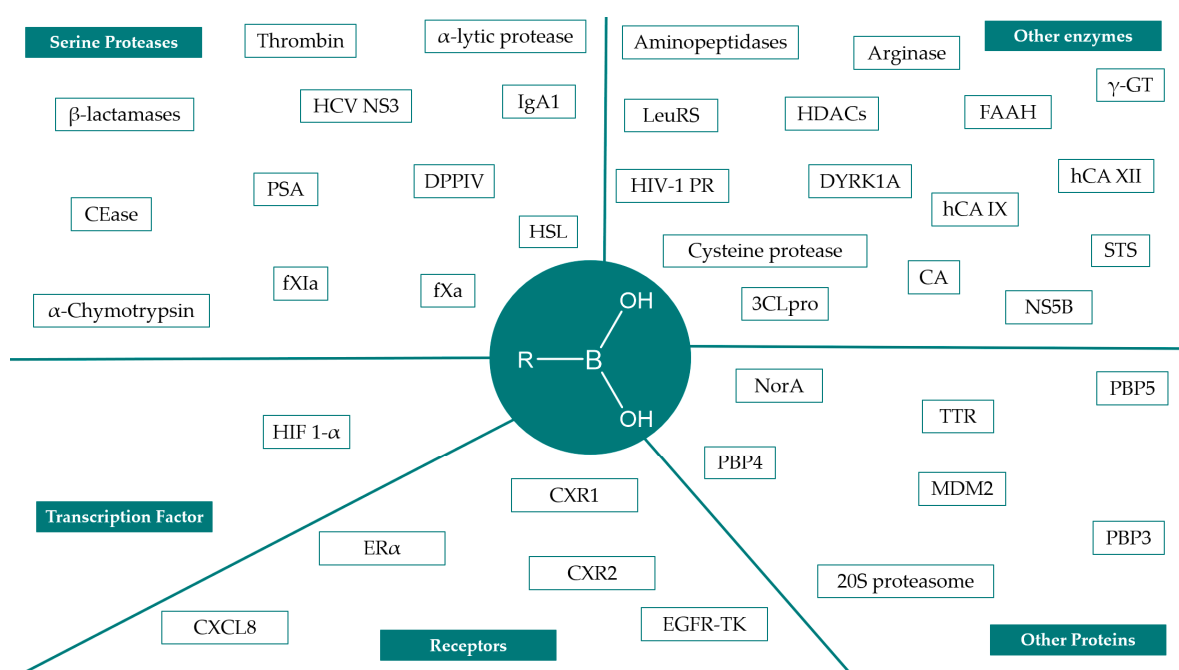 Serine Proteases
Thrombin
α-lytic protease
β-lactamases
HCV NS3
IgA1
PSA
DPPIV
CEase
HSL
fXIa
fXa
α-Chymotrypsin
Aminopeptidases
Arginase
Other enzymes
γ-GT
LeuRS
HDACs
FAAH
HIV-1 PR
DYRK1A
hCA XII
hCA IX
Cysteine protease
STS
CA
3CLpro
NS5B
OH
R
B
OH
HIF 1-α
Transcription Factor
CXR1
ERα
CXR2
CXCL8
EGFR-TK
Receptors
NorA
PBP5
TTR
PBP4
MDM2
PBP3
20S proteasome
Other Proteins